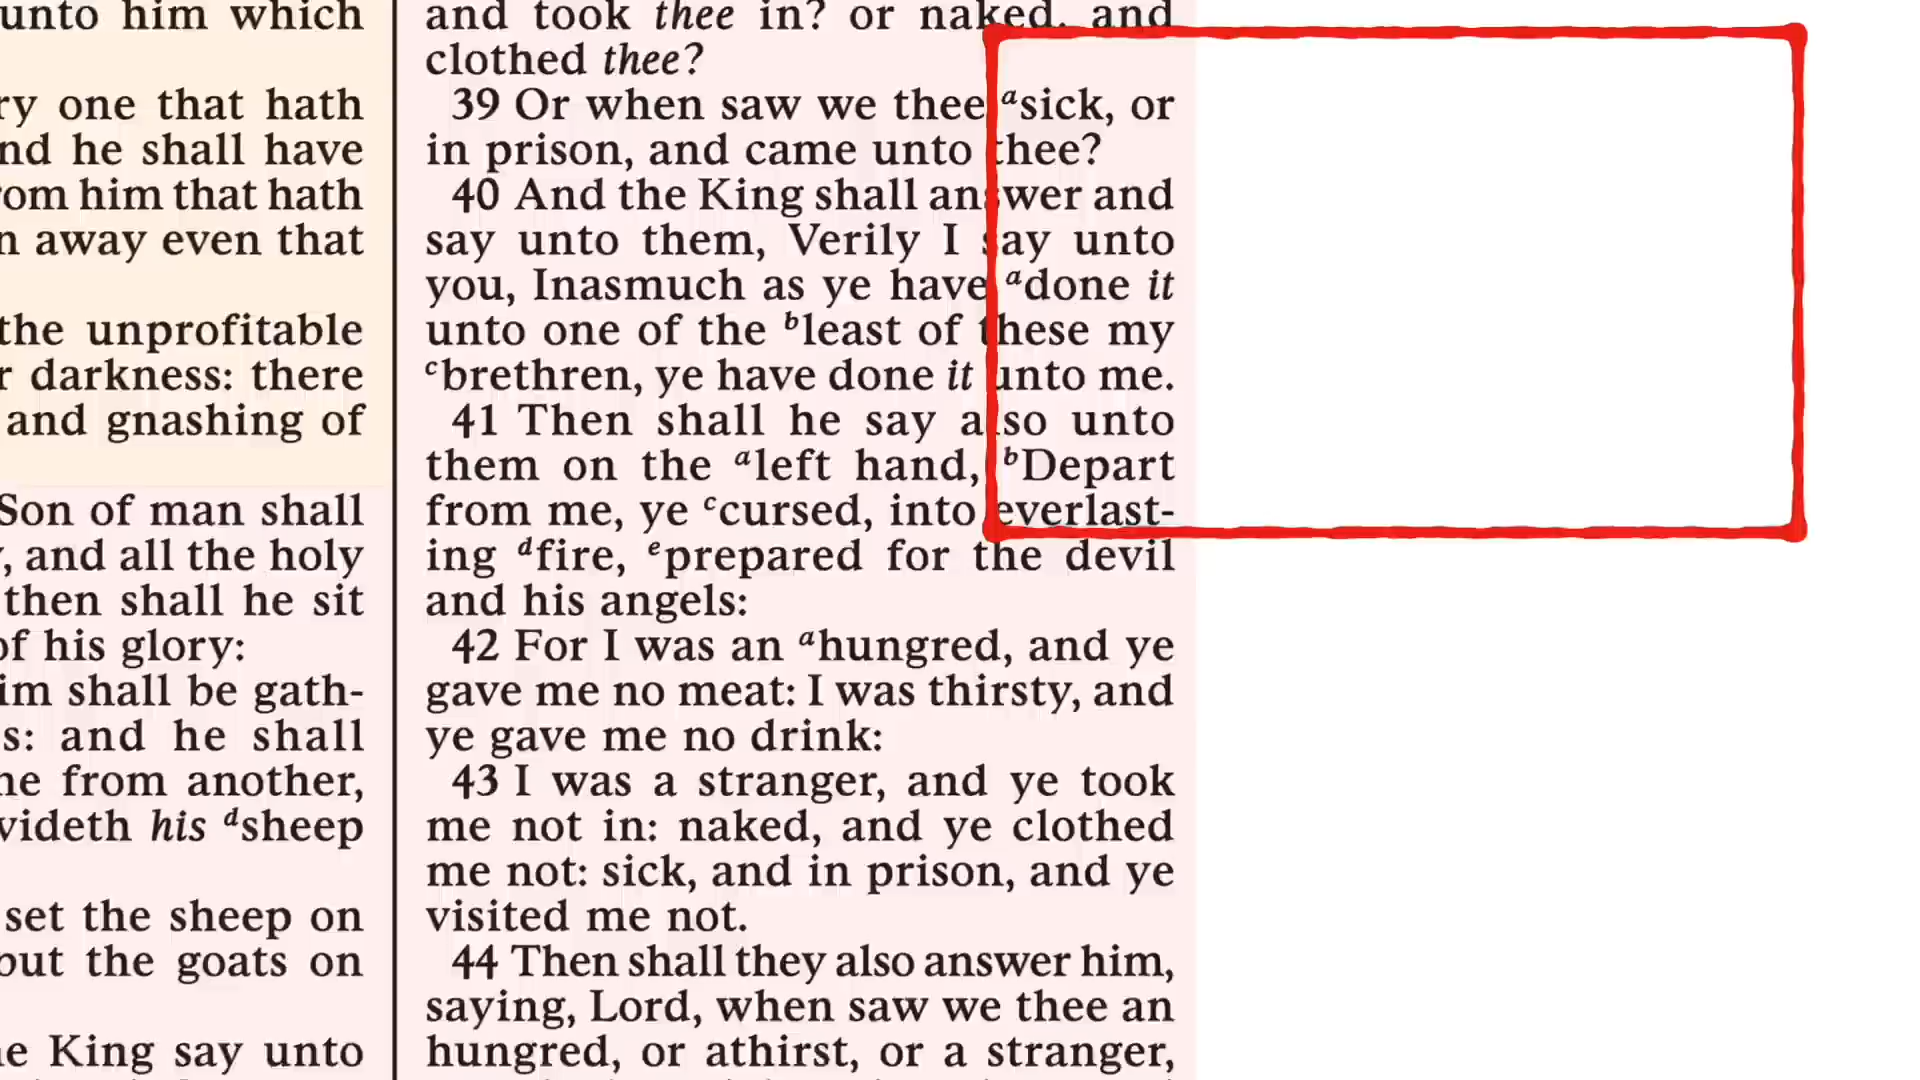 unto him which
ry one that hath
nd he shall have
rom him that hath
n away even that
the unprofitable
r darkness: there
and gnashing of
Son of man shall
, and all the holy
then shall he sit
of his glory:
im shall be gath-
s: and he shall
ne from another,
videth his dsheep
set the sheep on
but the goats on
e King say unto
and took thee in? or naked, and
clothed thee?
39 Or when saw we thee asick, or
in prison, and came unto thee?
40 And the King shall answer and
say unto them, Verily I say unto
you, Inasmuch as ye have adone it
unto one of the bleast of these my
cbrethren, ye have done it unto me.
41 Then shall he say also unto
them on the aleft hand, bDepart
from me, ye ccursed, into everlast-
ing dfire, eprepared for the devil
and his angels:
42 For I was an ahungred, and ye
gave me no meat: I was thirsty, and
ye gave me no drink:
43 I was a stranger, and ye took
me not in: naked, and ye clothed
me not: sick, and in prison, and ye
visited me not.
44 Then shall they also answer him,
saying, Lord, when saw we thee an
hungred, or athirst, or a stranger,